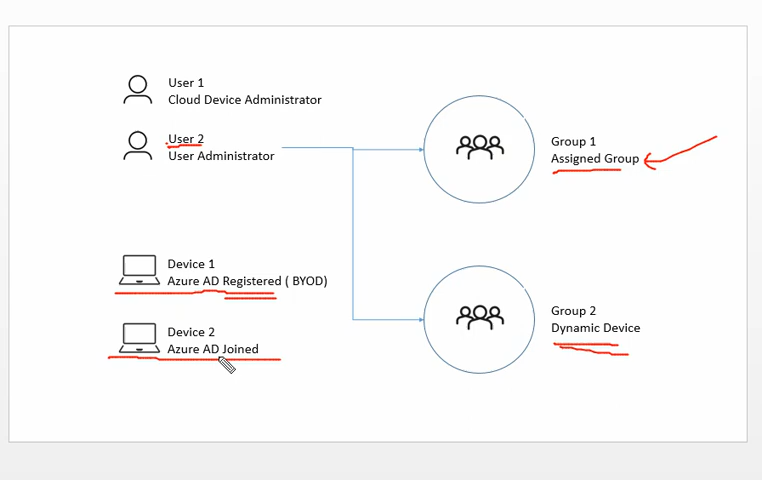 User 1
Cloud Device Administrator
User 2
User Administrator
Group 1
Assigned Group
Device 1
Azure AD Registered ( BYOD)
Device 2
Azure AD Joined
Group 2
Dynamic Device